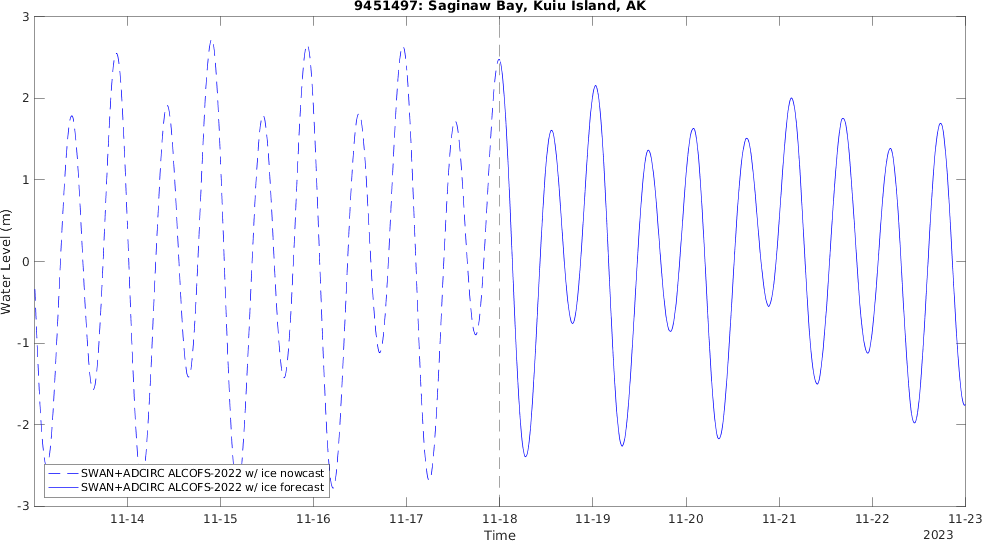 9451497: Saginaw Bay, Kuiu Island, AK
3
2
1
0
-1
-2
-3
Water Level (m)
SWAN+ADCIRC ALCOFS-2022 w/ ice nowcast
SWAN+ADCIRC ALCOFS-2022 w/ ice forecast
11-14 11-15 11-16 11-17 11-18 11-19 11-20 11-21 11-22 11-23
Time
2023